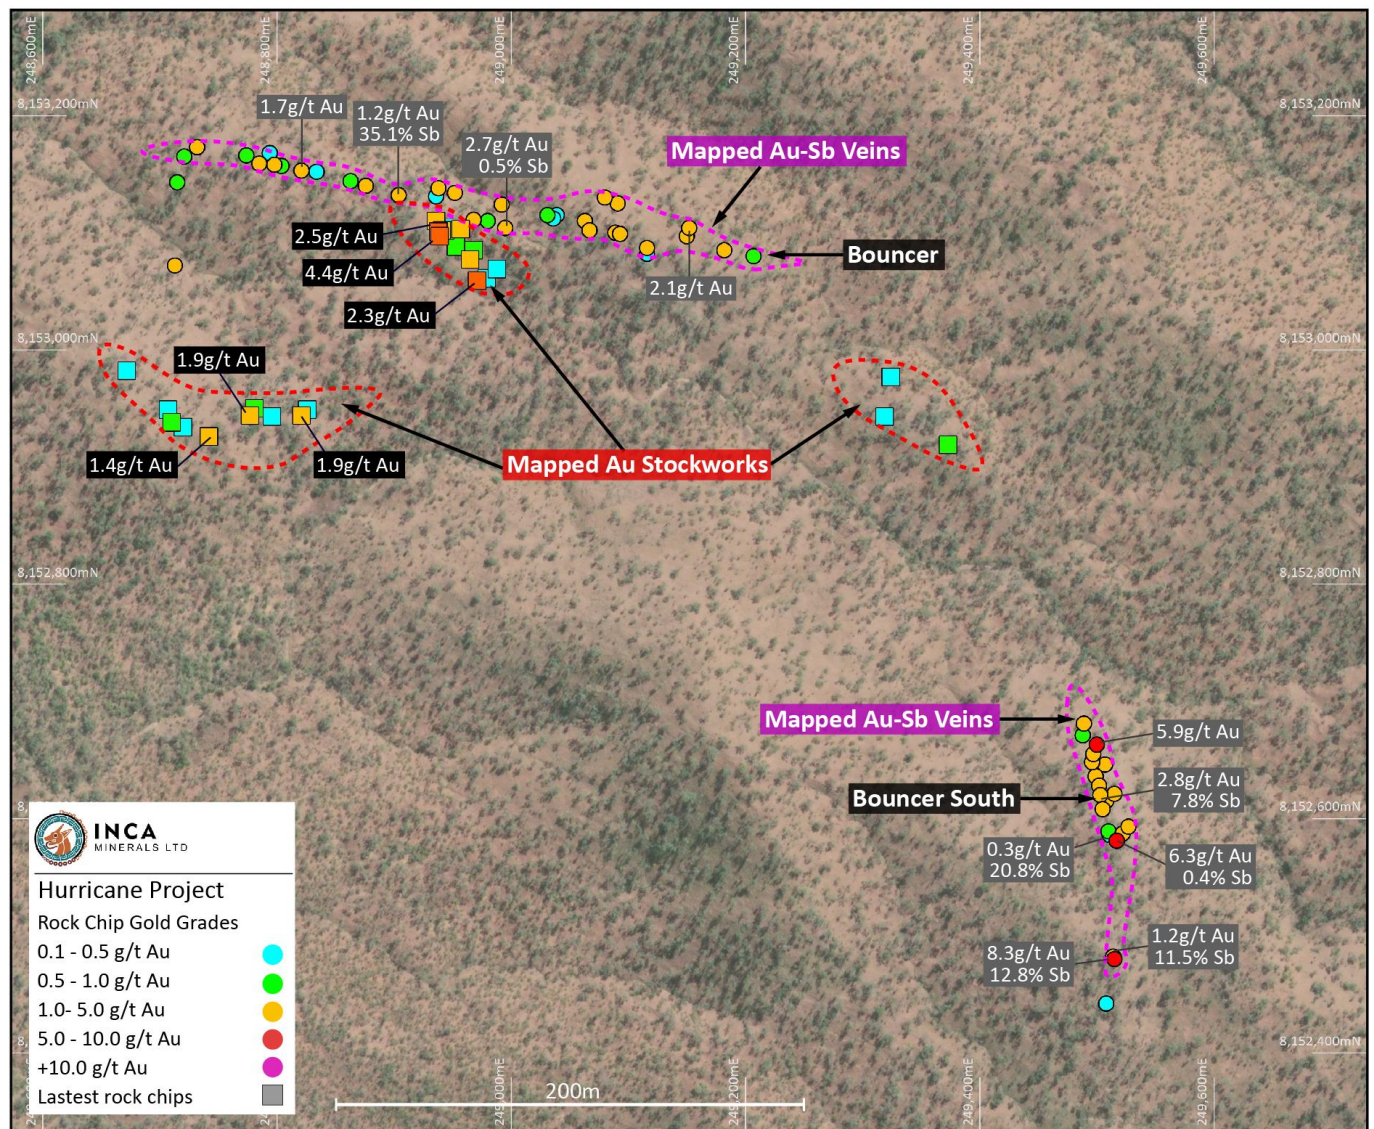 248,600mE
248,800mE
249,000mE
249,200mE
249,400mE
249,600mE
8,153,200mN
8,153,200mN
1.7g/t Au
1.2g/t Au
35.1% Sb
2.7g/t Au
0.5% Sb
Mapped Au-Sb Veins
2.5g/t Au
Bouncer
4.4g/t Au
2.1g/t Au
2.3g/t Au
8,153,000mN
8,153,000mN
1.9g/t Au
1.4g/t Au
1.9g/t Au
Mapped Au Stockworks
8,152,800mN
8,152,800mN
Mapped Au-Sb Veins
5.9g/t Au
2.8g/t Au
7.8% Sb
Bouncer South
8,152,600mN
0.3g/t Au
20.8% Sb
6.3g/t Au
0.4% Sb
1.2g/t Au
11.5% Sb
8.3g/t Au
12.8% Sb
8,152,400mN
INCA
MINERALS LTD
Hurricane Project
Rock Chip Gold Grades
0.1 - 0.5 g/t Au
0.5 - 1.0 g/t Au
1.0- 5.0 g/t Au
5.0 - 10.0 g/t Au
+10.0 g/t Au
Lastest rock chips
200m
249,000mE
249,200mE
249,400mE
249,600mE